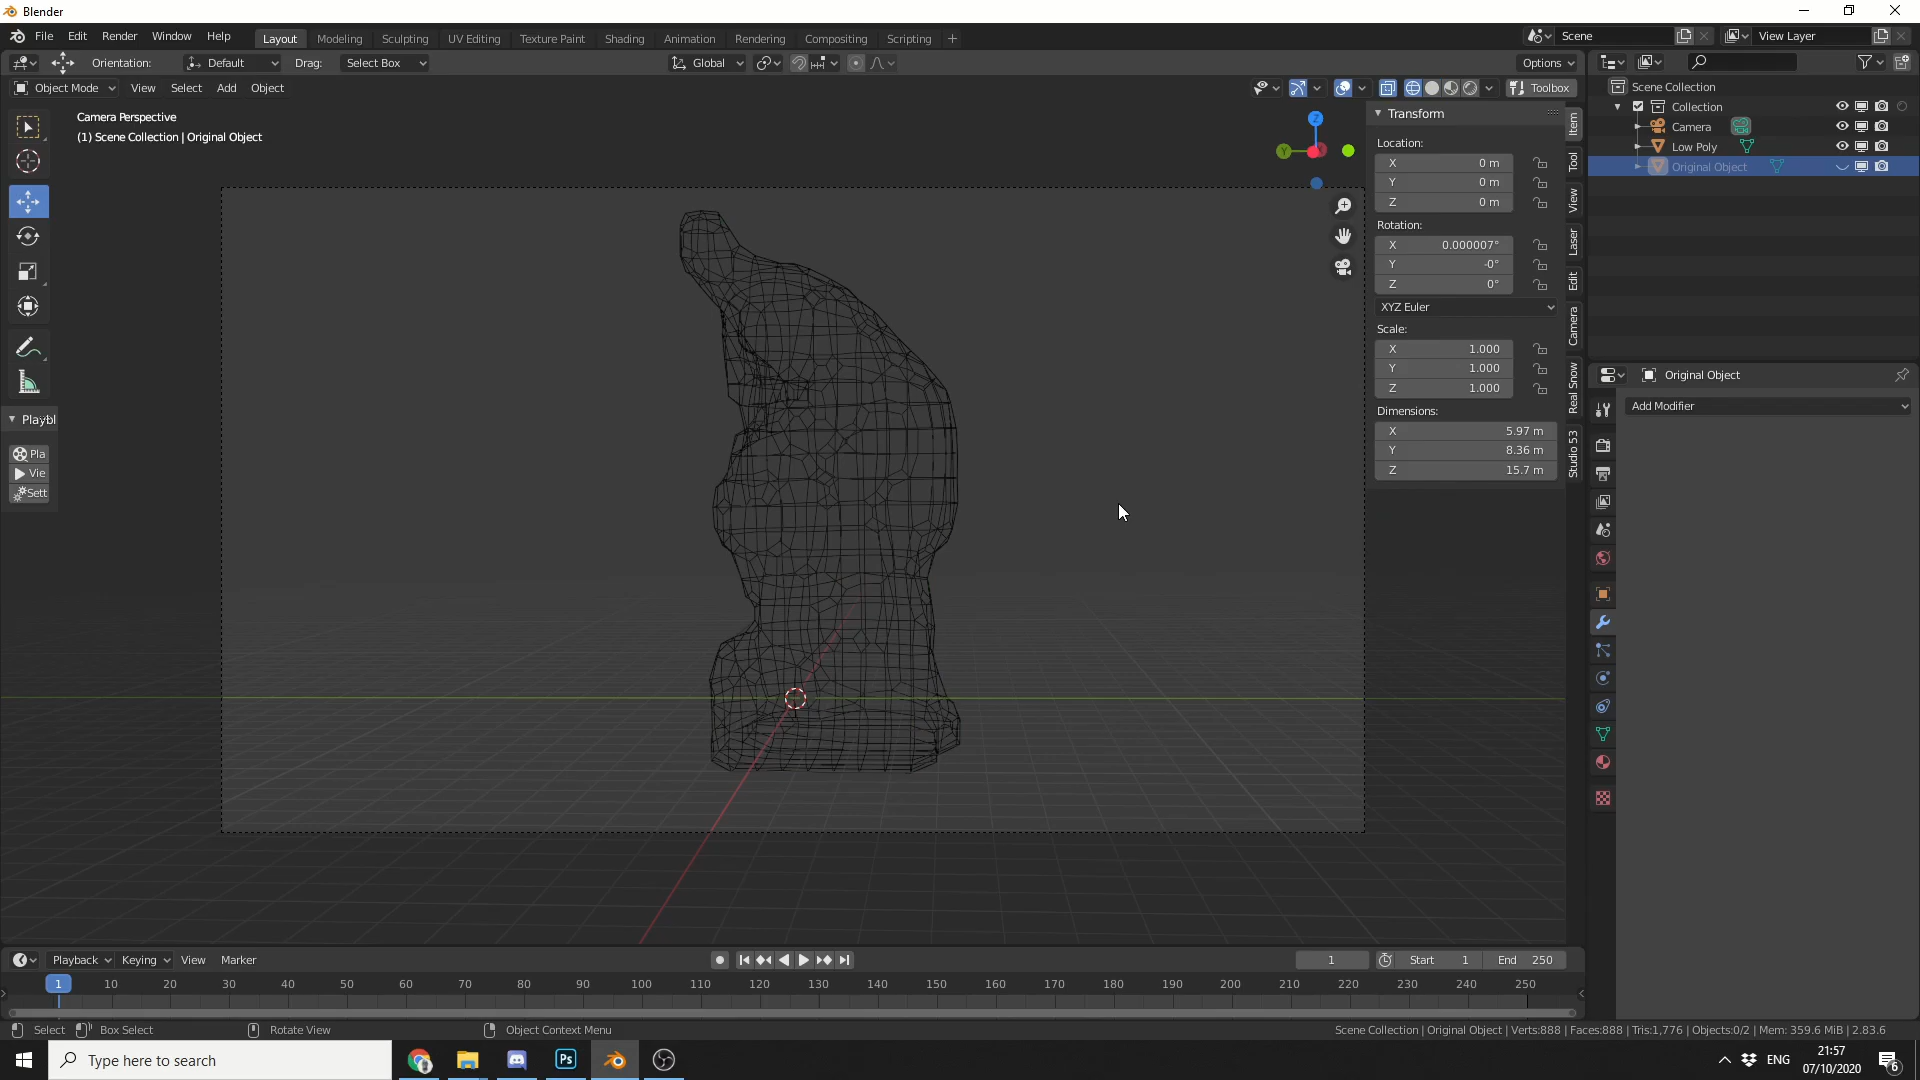 Blender
File Edit Render Window Help Layout Modeling Sculpting UV Editing Texture Paint Shading Animation Rendering Compositing Scripting + Scene View Layer
Orientation: Default Drag: Select Box Global Options
Object Mode View Select Add Object Toolbox
Camera Perspective
(1) Scene Collection | Original Object
Z
Y
Playbl
Pla
Vie
Sett
Transform
Location:
X 0 m
Y 0 m
Z 0 m
Rotation:
X 0.000007°
Y -0°
Z 0°
XYZ Euler
Scale:
X 1.000
Y 1.000
Z 1.000
Dimensions:
X 5.97 m
Y 8.36 m
Z 15.7 m
Item
Tool
View
Laser
Edit
Camera
Real Snow
Studio 53
Scene Collection
Collection
Camera
Low Poly
Original Object
Original Object
Add Modifier
Playback Keying View Marker 1 Start 1 End 250
1 10 20 30 40 50 60 70 80 90 100 110 120 130 140 150 160 170 180 190 200 210 220 230 240 250
Select Box Select Rotate View Object Context Menu Scene Collection | Original Object | Verts:888 | Faces:888 | Tris:1,776 | Objects:0/2 | Mem: 359.6 MiB | 2.83.6
Type here to search Ps ENG 21:57
07/10/2020 6